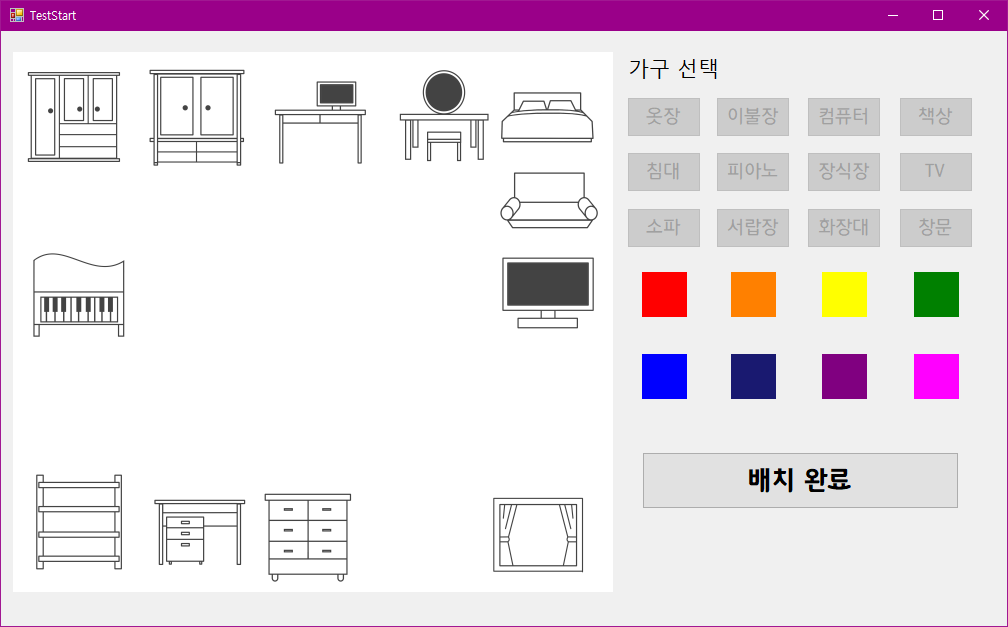 TestStart
가구 선택
옷장 이불장 컴퓨터 책상
침대 피아노 장식장 TV
소파 서랍장 화장대 창문
배치 완료